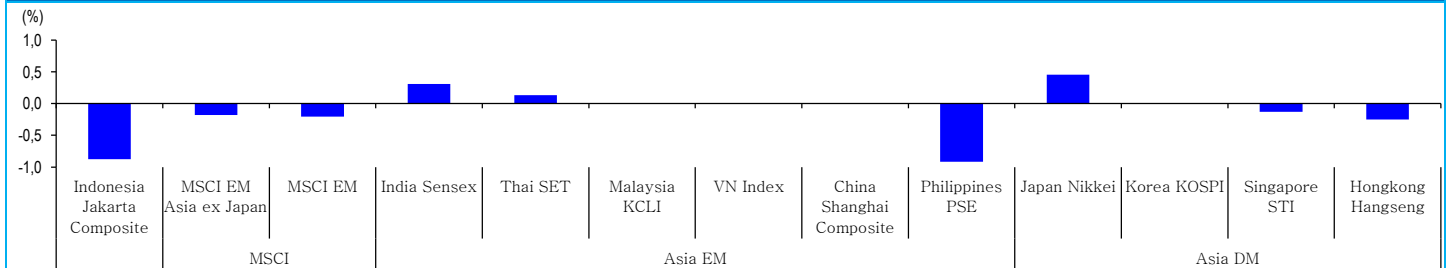 (%)
1,0
0,5
0,0
-0,5
-1,0
Indonesia
Jakarta
Composite
MSCI EM
Asia ex Japan
MSCI EM
India Sensex
Thai SET
Malaysia
KCLI
VN Index
China
Shanghai
Composite
Philippines
PSE
Japan Nikkei
Korea KOSPI
Singapore
STI
Hongkong
Hangseng
MSCI
Asia EM
Asia DM